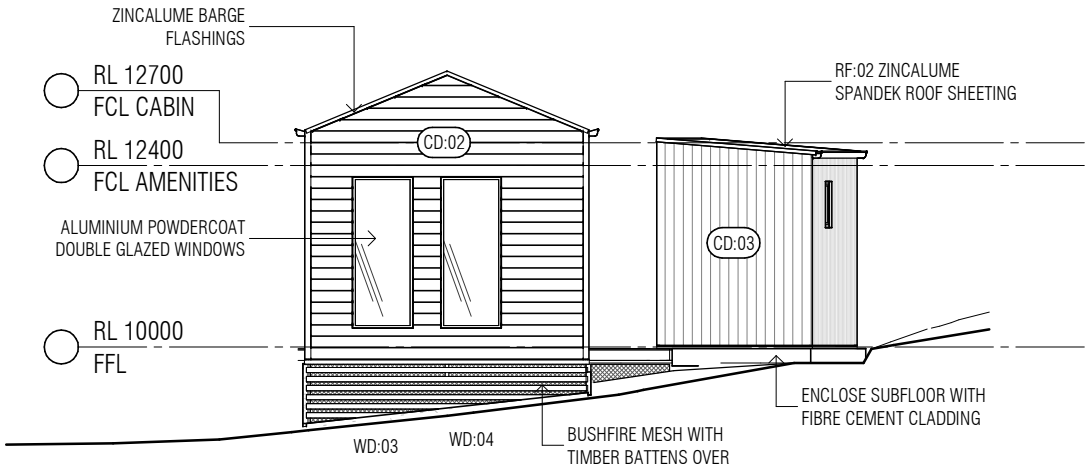 ZINCALUME BARGE
FLASHINGS
RL 12700
FCL CABIN
RF:02 ZINCALUME
SPANDEK ROOF SHEETING
CD:02
RL 12400
FCL AMENITIES
ALUMINIUM POWDERCOAT
DOUBLE GLAZED WINDOWS
CD:03
RL 10000
FFL
ENCLOSE SUBFLOOR WITH
FIBRE CEMENT CLADDING
WD:03
WD:04
BUSHFIRE MESH WITH
TIMBER BATTENS OVER